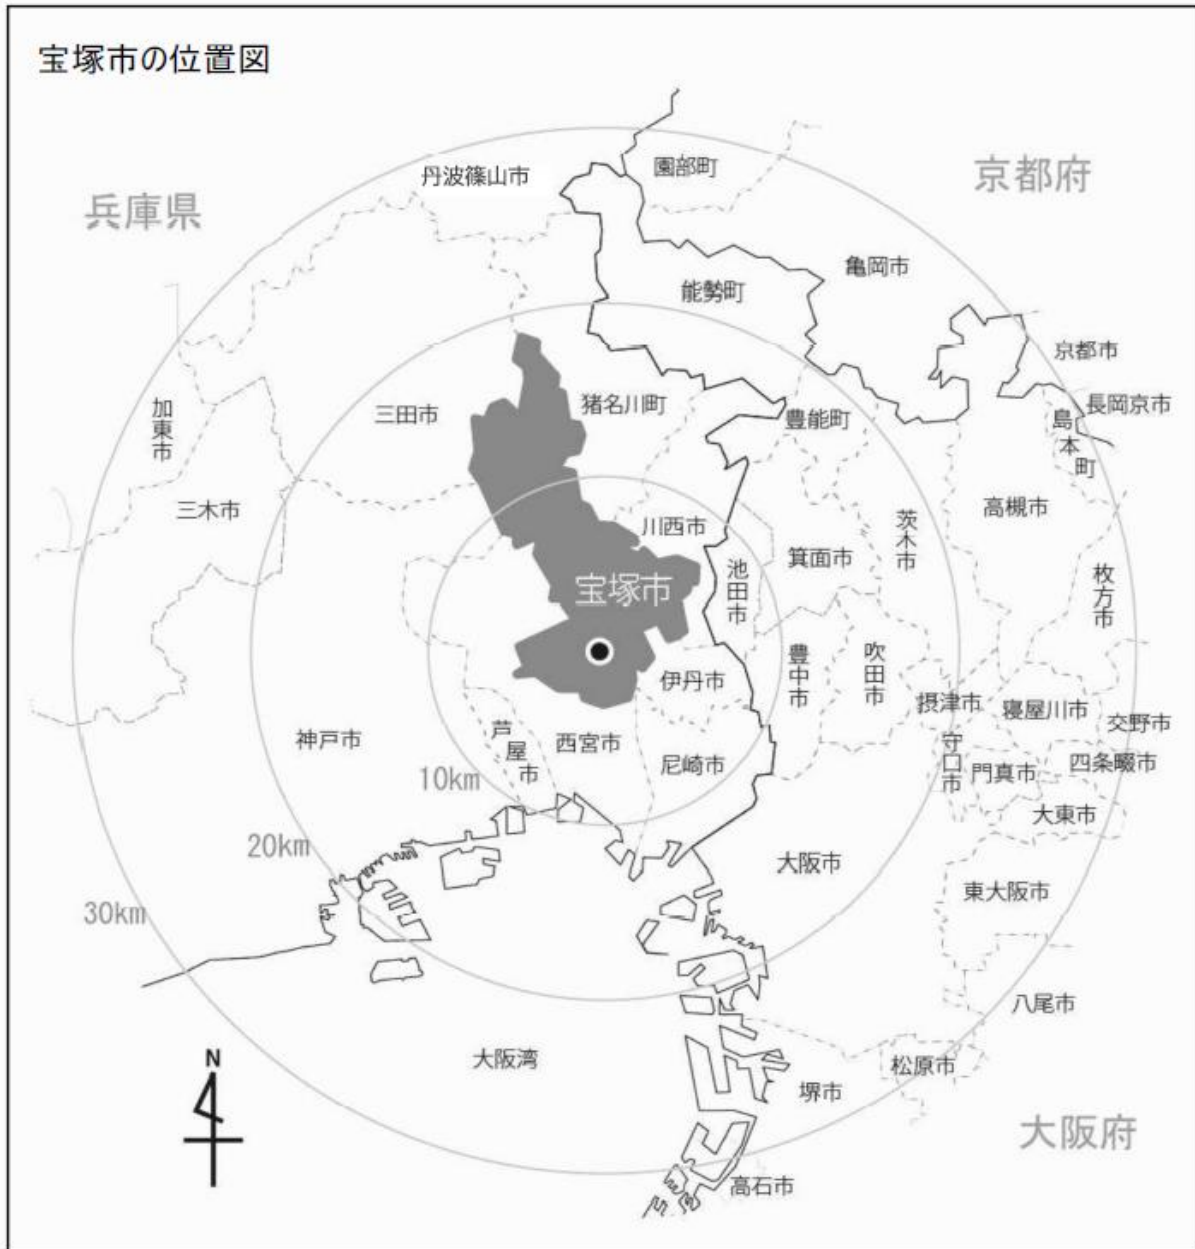 宝塚市の位置図
兵庫県
丹波篠山市
園部町
京都府
亀岡市
能勢町
京都市
長岡京市
加東市
三田市
猪名川町
豊能町
島本町
三木市
川西市
茨木市
高槻市
箕面市
池田市
枚方市
宝塚市
伊丹市
豊中市
吹田市
摂津市
寝屋川市
交野市
神戸市
芦屋市
西宮市
尼崎市
守口市
門真市
四条畷市
10km
大東市
20km
大阪市
東大阪市
30km
八尾市
大阪湾
松原市
堺市
N
大阪府
高石市